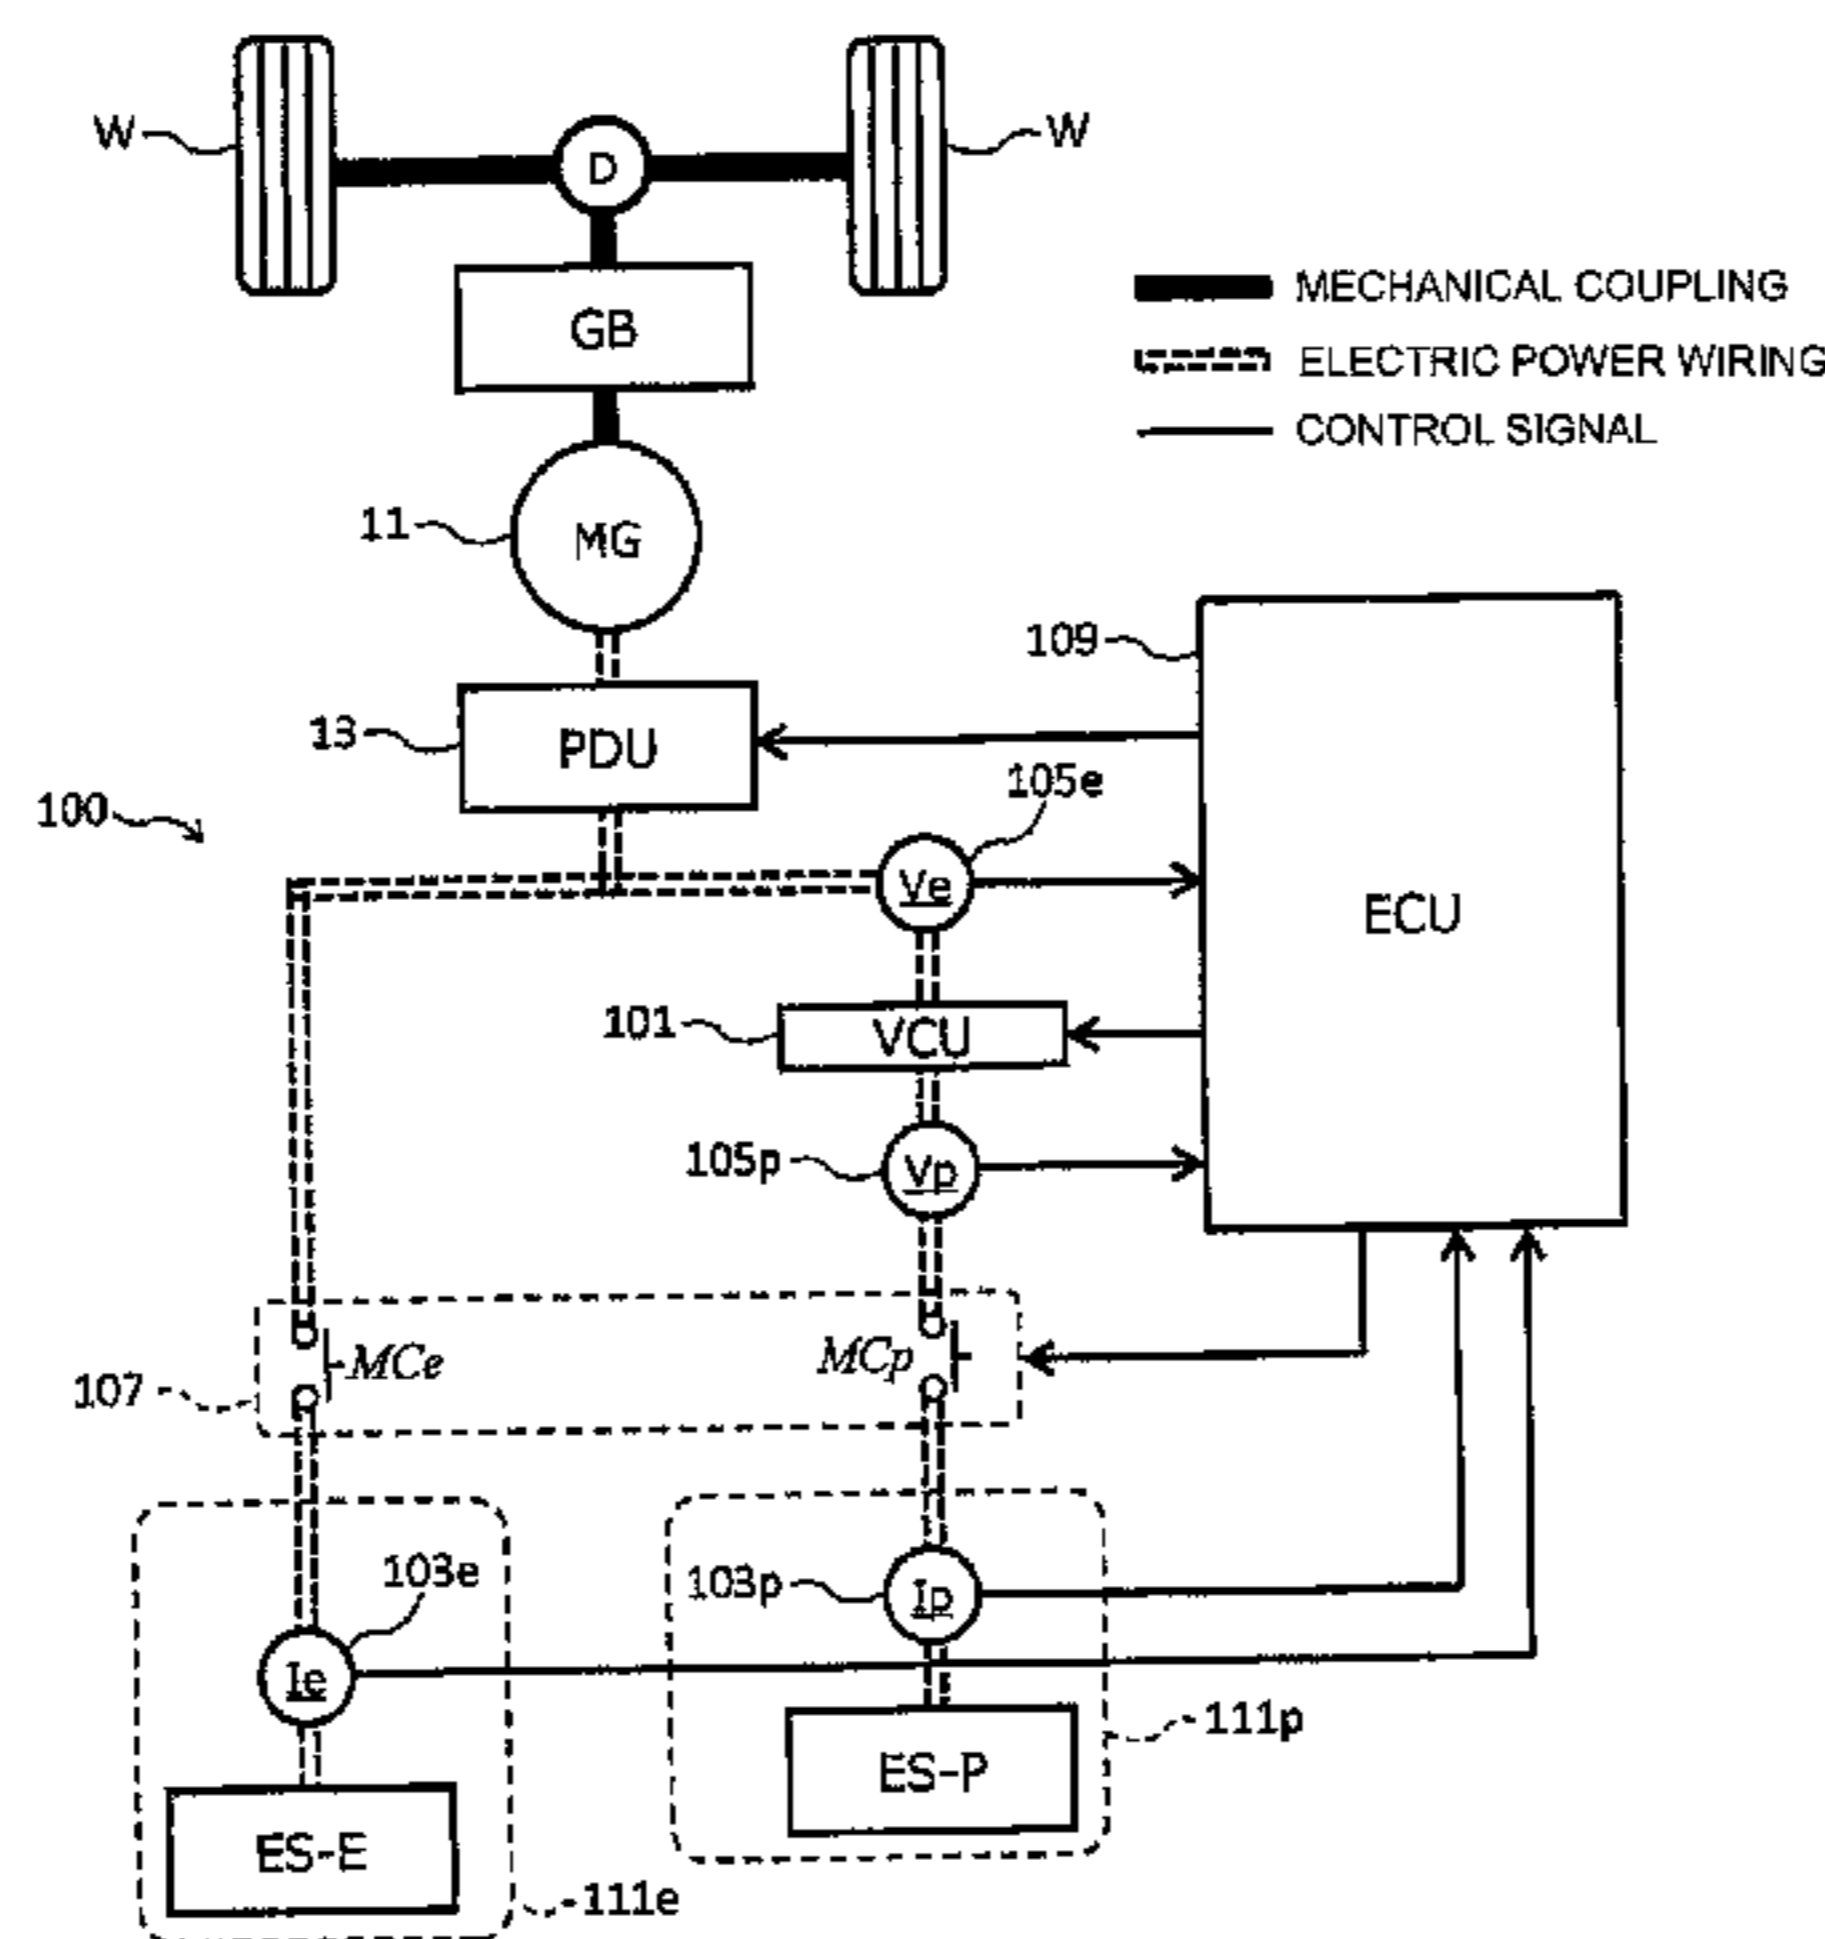 W
W
D
GB
MECHANICAL COUPLING
ELECTRIC POWER WIRING
CONTROL SIGNAL
11
MG
109
13
PDU
105e
100
Ve
ECU
101
VCU
105p
Vp
MCe
MCp
107
103e
103p
Ip
Ie
111p
ES-P
ES-E
111e